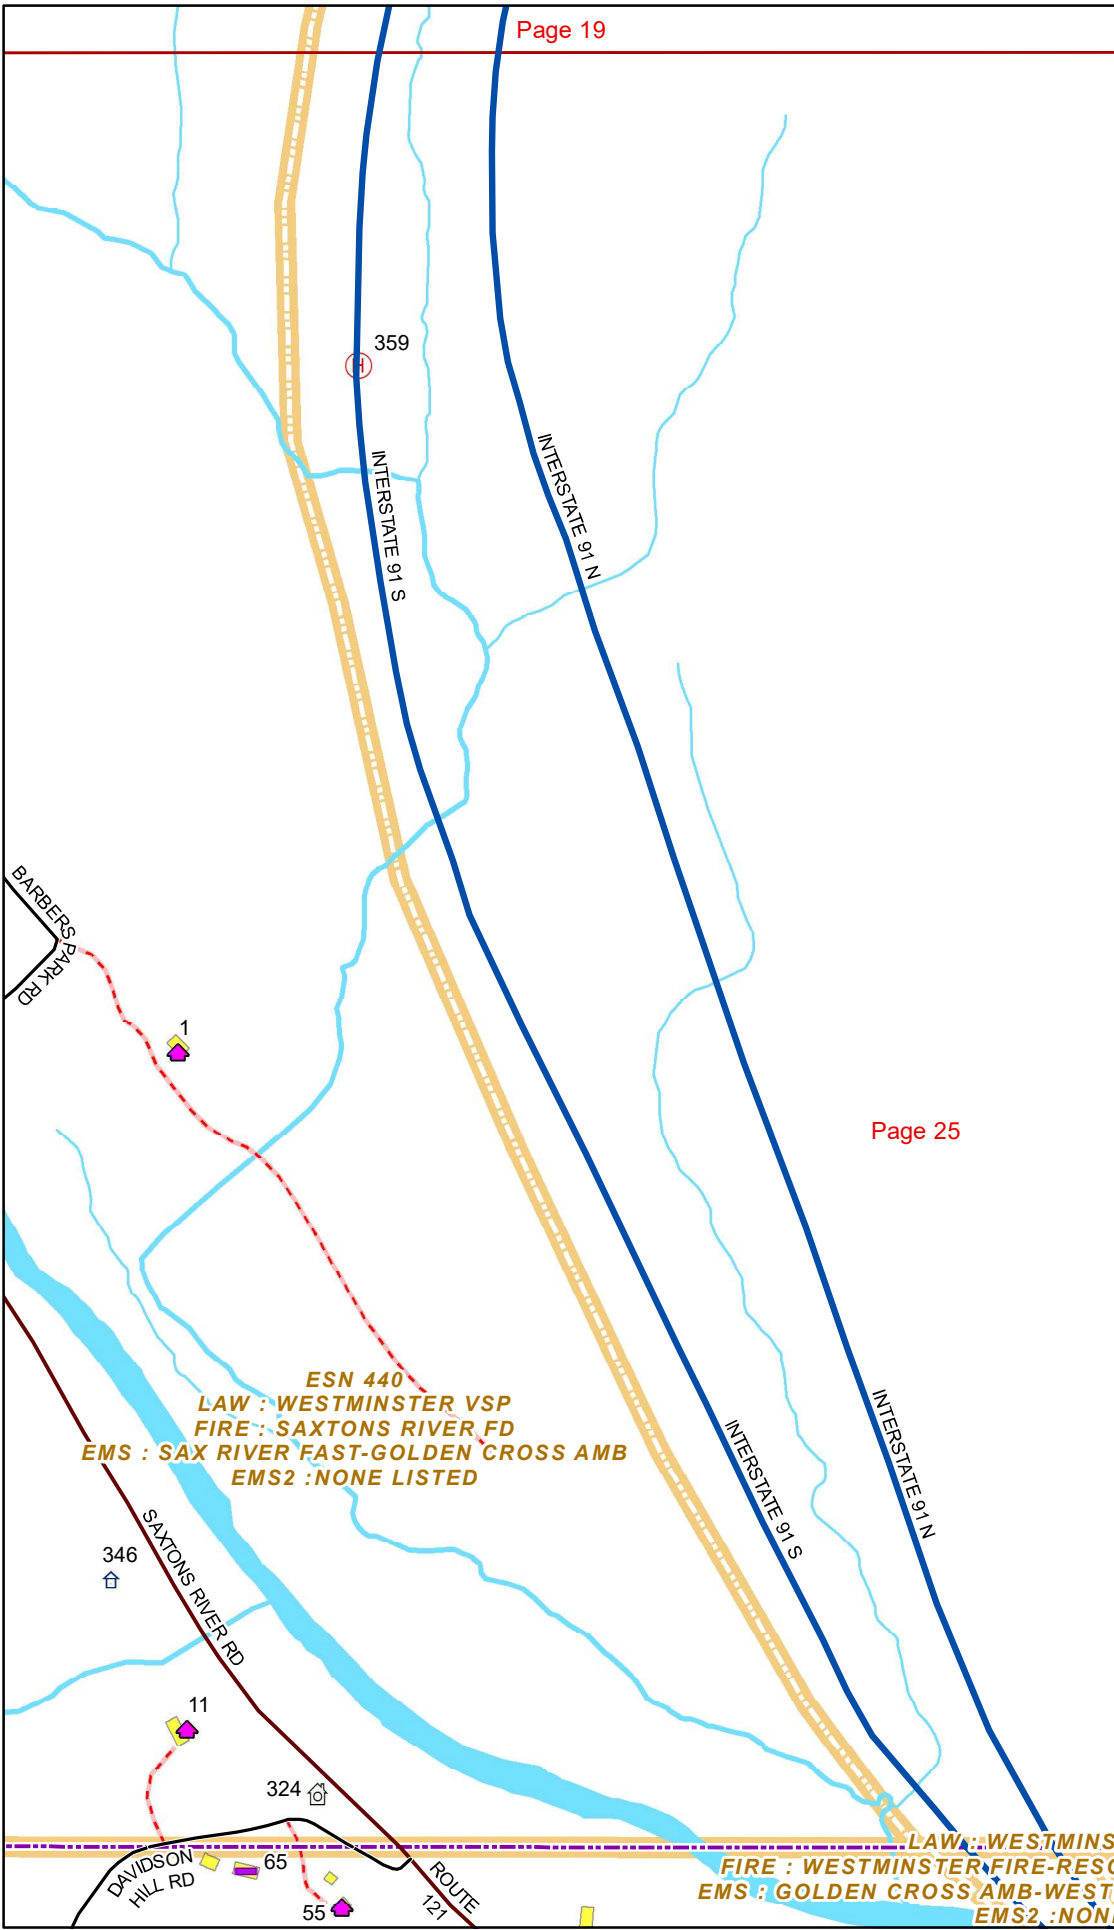 Page 19
359
H
INTERSTATE 91 S
INTERSTATE 91 N
BARBERS PARK RD
1
Page 25
ESN 440
LAW : WESTMINSTER VSP
FIRE : SAXTONS RIVER FD
EMS : SAX RIVER FAST-GOLDEN CROSS AMB
EMS2 :NONE LISTED
INTERSTATE 91 S
INTERSTATE 91 N
346
SAXTONS RIVER RD
11
324
DAVIDSON
HILL RD
65
55
ROUTE
121
LAW : WESTMINS
FIRE : WESTMINSTER FIRE-RESC
EMS : GOLDEN CROSS AMB-WEST
EMS2 :NON